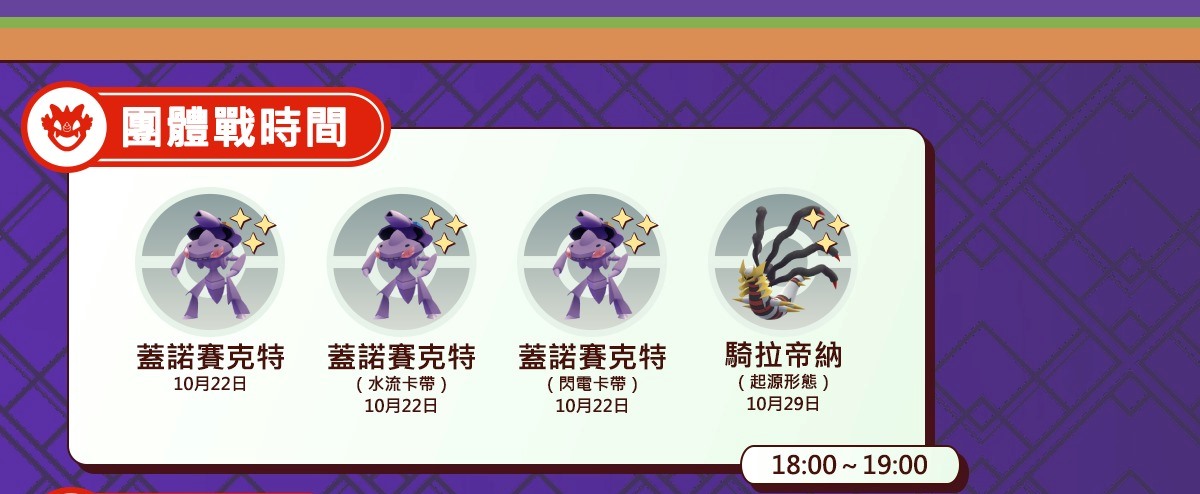 團體戰時間
蓋諾賽克特
10月22日
蓋諾賽克特
(水流卡帶)
10月22日
蓋諾賽克特
(閃電卡帶)
10月22日
騎拉帝納
(起源形態)
10月29日
18:00~19:00